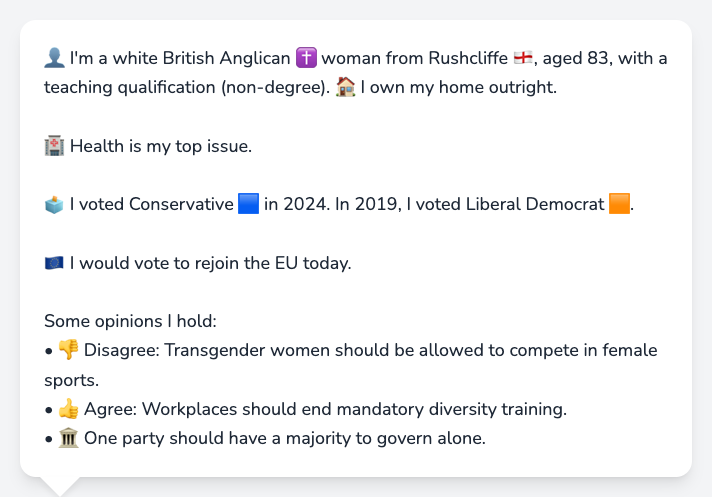 👤 I'm a white British Anglican ✝️ woman from Rushcliffe 🏴󠁧󠁢󠁥󠁮󠁧󠁿, aged 83, with a
teaching qualification (non-degree). 🏠 I own my home outright.
🏥 Health is my top issue.
🗳️ I voted Conservative 🟦 in 2024. In 2019, I voted Liberal Democrat 🟧.
🇪🇺 I would vote to rejoin the EU today.
Some opinions I hold:
• 👎 Disagree: Transgender women should be allowed to compete in female
sports.
• 👍 Agree: Workplaces should end mandatory diversity training.
• 🏛️ One party should have a majority to govern alone.